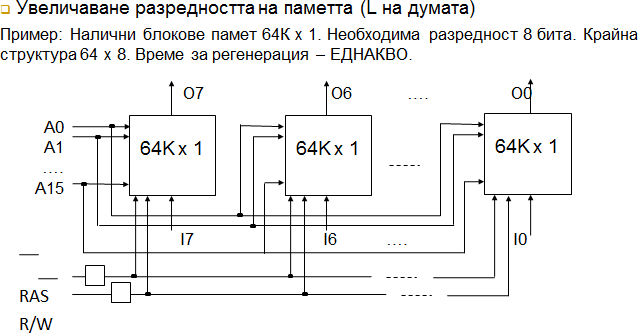 Увеличаване разредността на паметта (L на думата)
Пример: Налични блокове памет 64К x 1. Необходима разредност 8 бита. Крайна
структура 64 x 8. Време за регенерация – ЕДНАКВО.
O7 O6 .... O0
A0
A1
....
A15
64K x 1 64K x 1 64K x 1
I7 I6 .... I0
RAS
R/W